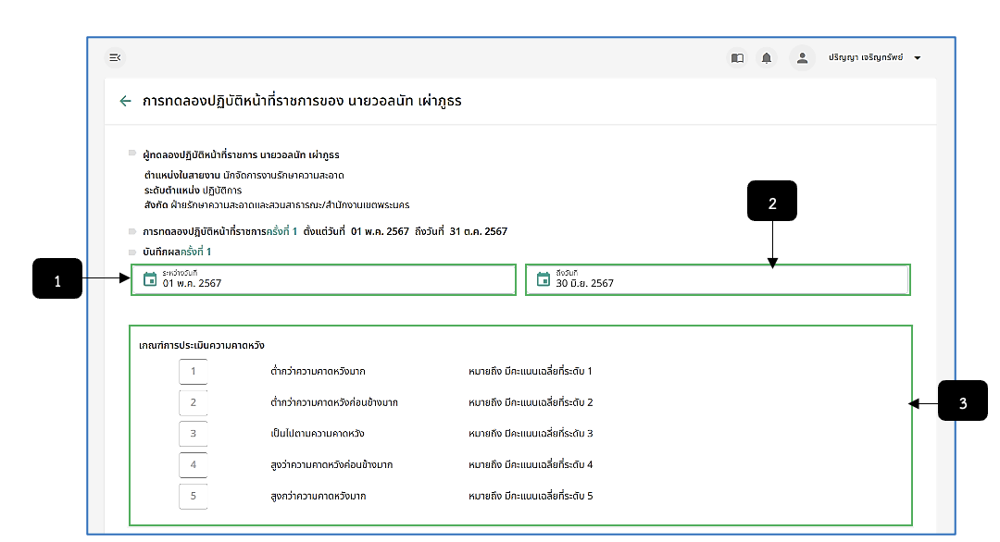 ปริญญา เจริญทรัพย์
การทดลองปฏิบัติหน้าที่ราชการของ นายวอลนัท เผ่าภูธร
ผู้ทดลองปฏิบัติหน้าที่ราชการ นายวอลนัท เผ่าภูธร
ตำแหน่งในสายงาน นักจัดการงานรักษาความสะอาด
ระดับตำแหน่ง ปฏิบัติการ
2
สังกัด ฝ่ายรักษาความสะอาดและสวนสาธารณะ/สำนักงานเขตพระนคร
การทดลองปฏิบัติหน้าที่ราชการครั้งที่ 1 ตั้งแต่วันที่ 01 พ.ค. 2567 ถึงวันที่ 31 ต.ค. 2567
บันทึกผลครั้งที่ 1
1
ระหว่างวันที่
01 พ.ค. 2567
ถึงวันที่
30 มิ.ย. 2567
เกณฑ์การประเมินความคาดหวัง
1 ต่ำกว่าความคาดหวังมาก หมายถึง มีคะแนนเฉลี่ยที่ระดับ 1
2 ต่ำกว่าความคาดหวังค่อนข้างมาก หมายถึง มีคะแนนเฉลี่ยที่ระดับ 2
3
3 เป็นไปตามความคาดหวัง หมายถึง มีคะแนนเฉลี่ยที่ระดับ 3
4 สูงว่าความคาดหวังค่อนข้างมาก หมายถึง มีคะแนนเฉลี่ยที่ระดับ 4
5 สูงกว่าความคาดหวังมาก หมายถึง มีคะแนนเฉลี่ยที่ระดับ 5